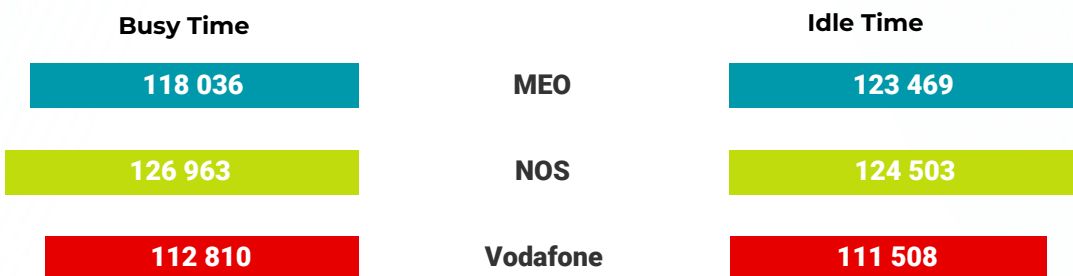 Busy Time Idle Time
118 036 MEO 123 469
126 963 NOS 124 503
112 810 Vodafone 111 508